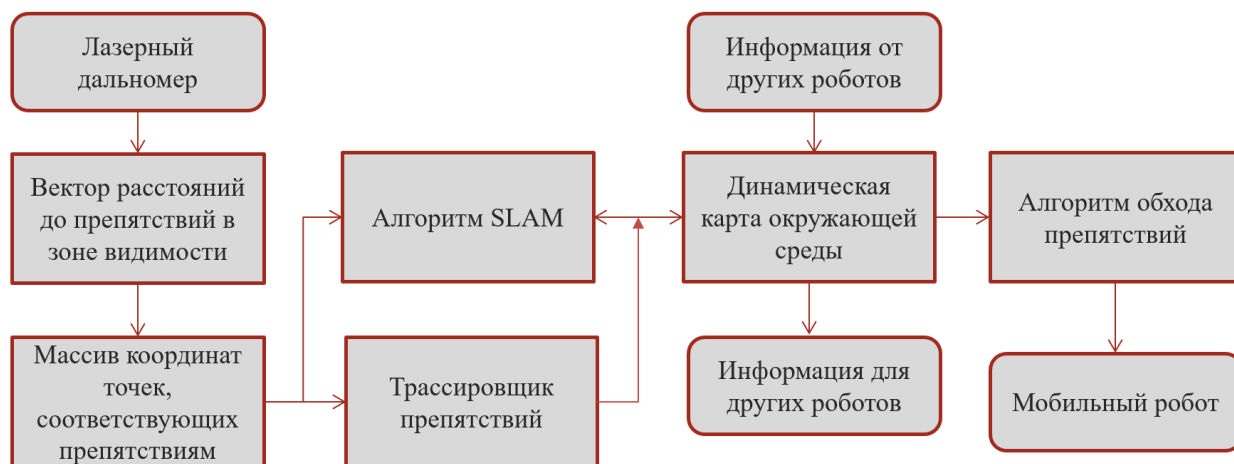 Лазерный
дальномер
Информация от
других роботов
Вектор расстояний
до препятствий в
зоне видимости
Алгоритм SLAM
Динамическая
карта окружающей
среды
Алгоритм обхода
препятствий
Массив координат
точек,
соответствующих
препятствиям
Трассировщик
препятствий
Информация для
других роботов
Мобильный робот